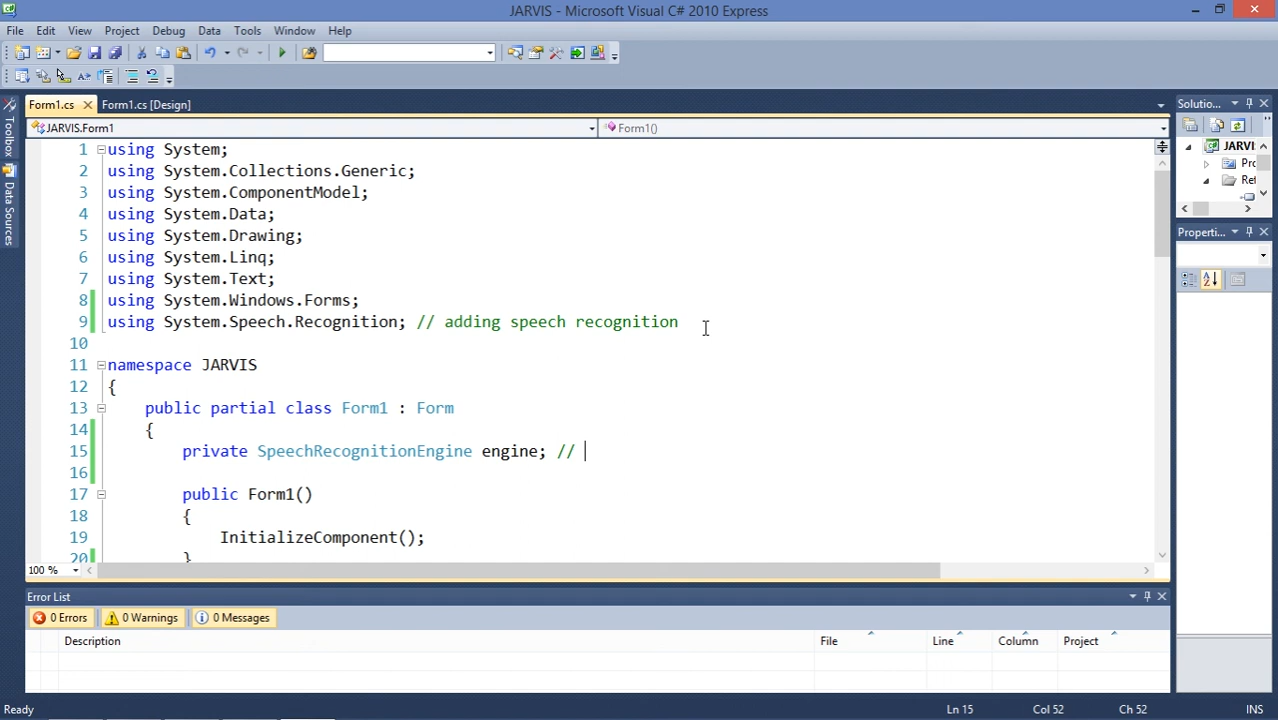 JARVIS - Microsoft Visual C# 2010 Express
File Edit View Project Debug Data Tools Window Help
Form1.cs Form1.cs [Design]
Solutio...
JARVIS.Form1 Form1()
Toolbox
Data Sources
1 using System;
2 using System.Collections.Generic;
3 using System.ComponentModel;
4 using System.Data;
5 using System.Drawing;
6 using System.Linq;
7 using System.Text;
8 using System.Windows.Forms;
9 using System.Speech.Recognition; // adding speech recognition
10
11 namespace JARVIS
12 {
13 public partial class Form1 : Form
14 {
15 private SpeechRecognitionEngine engine; //
16
17 public Form1()
18 {
19 InitializeComponent();
20 }
JARVI
Pro
Ref
Properti...
100 %
Error List
0 Errors 0 Warnings 0 Messages
Description File Line Column Project
Ready Ln 15 Col 52 Ch 52 INS